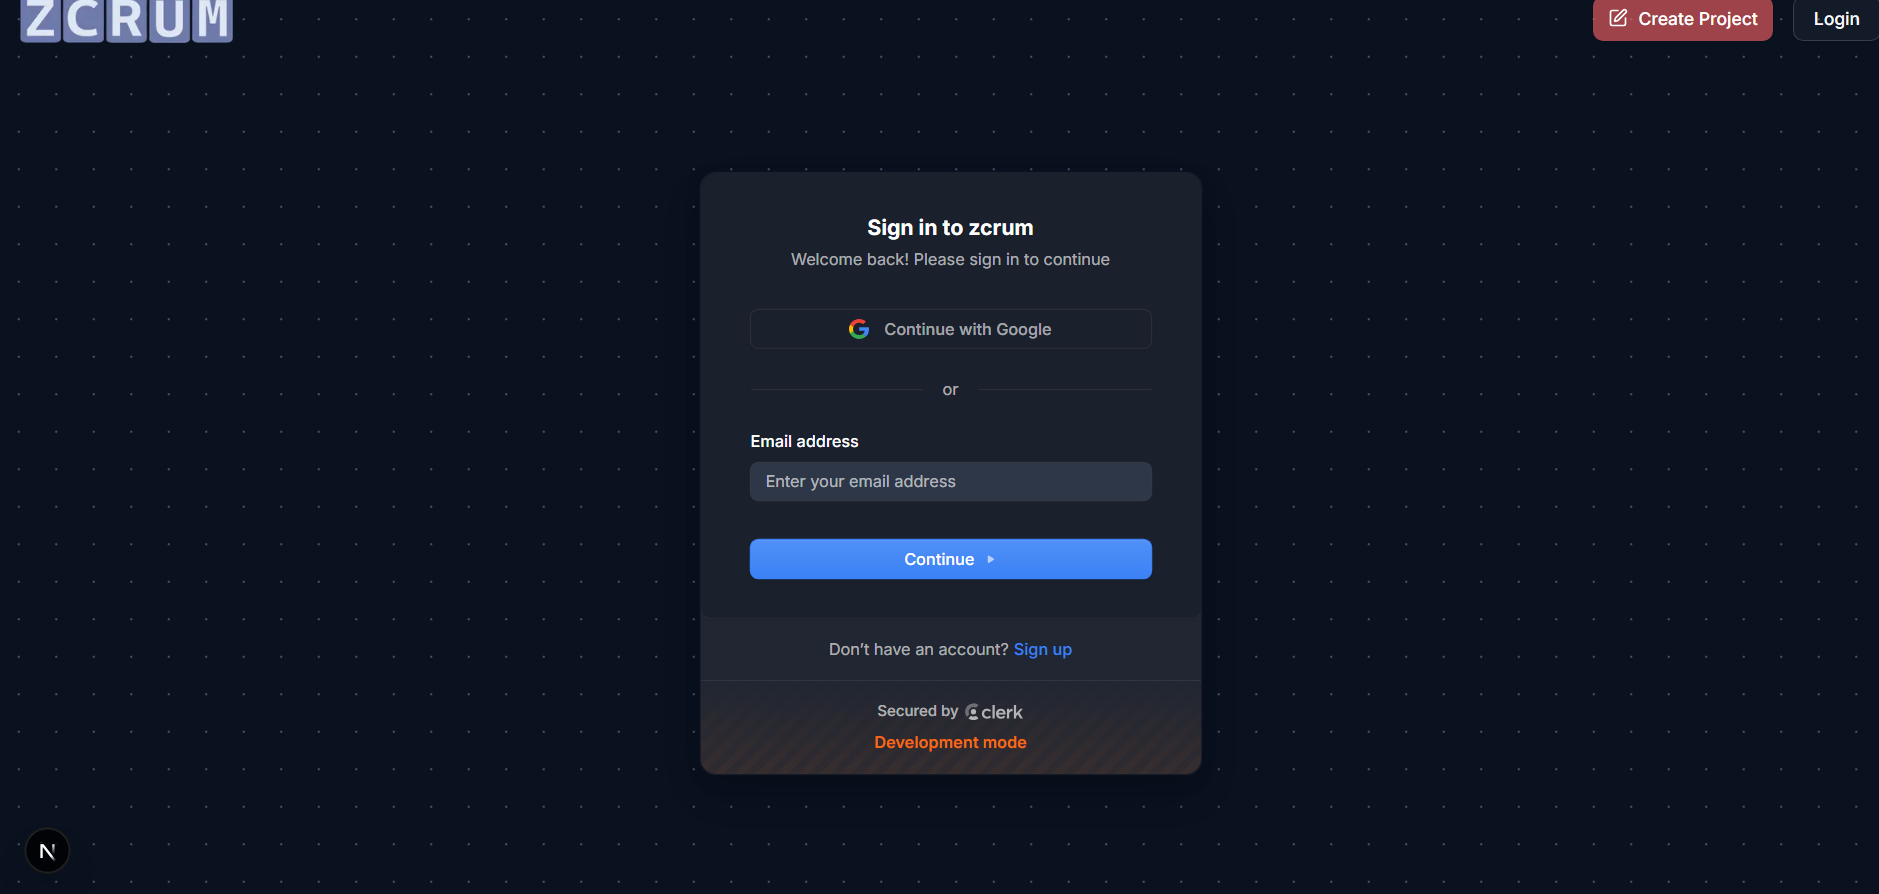 ZCRUM
Create Project
Login
Sign in to zcrum
Welcome back! Please sign in to continue
Continue with Google
or
Email address
Enter your email address
Continue
Don’t have an account? Sign up
Secured by clerk
Development mode
N